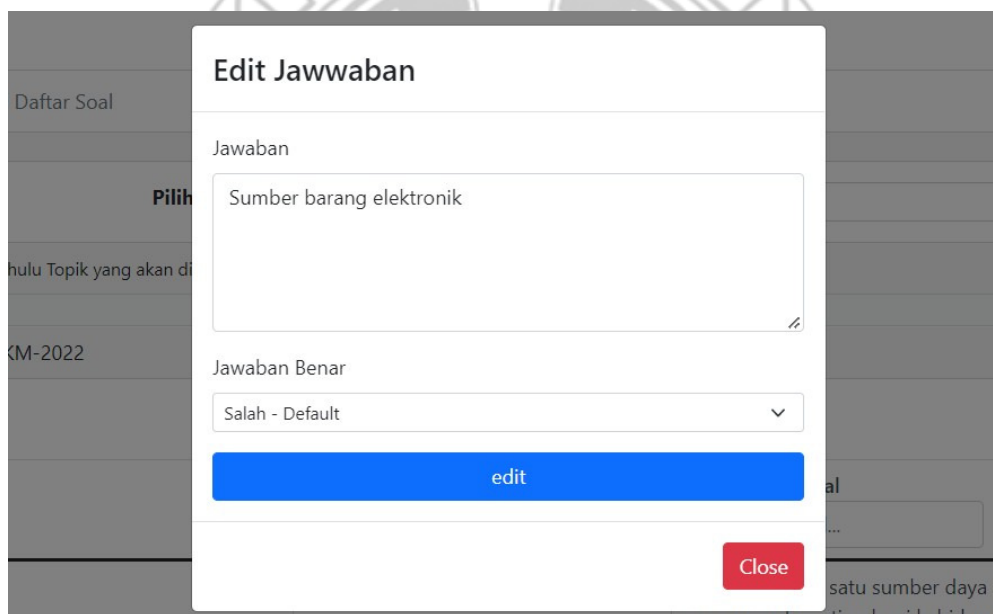 Edit Jawwaban
Daftar Soal
Jawaban
Pilih
Sumber barang elektronik
hulu Topik yang akan di
KM-2022
Jawaban Benar
Salah - Default
edit
al
...
Close
satu sumber daya